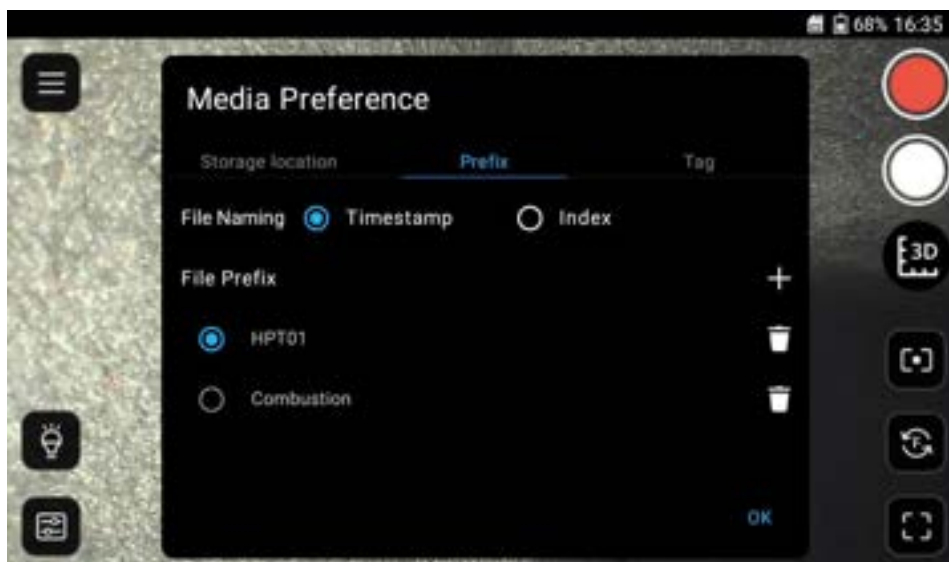 68% 16:35
Media Preference
Storage location Prefix Tag
File Naming Timestamp Index
3D
File Prefix
HPT01
Combustion
F
OK